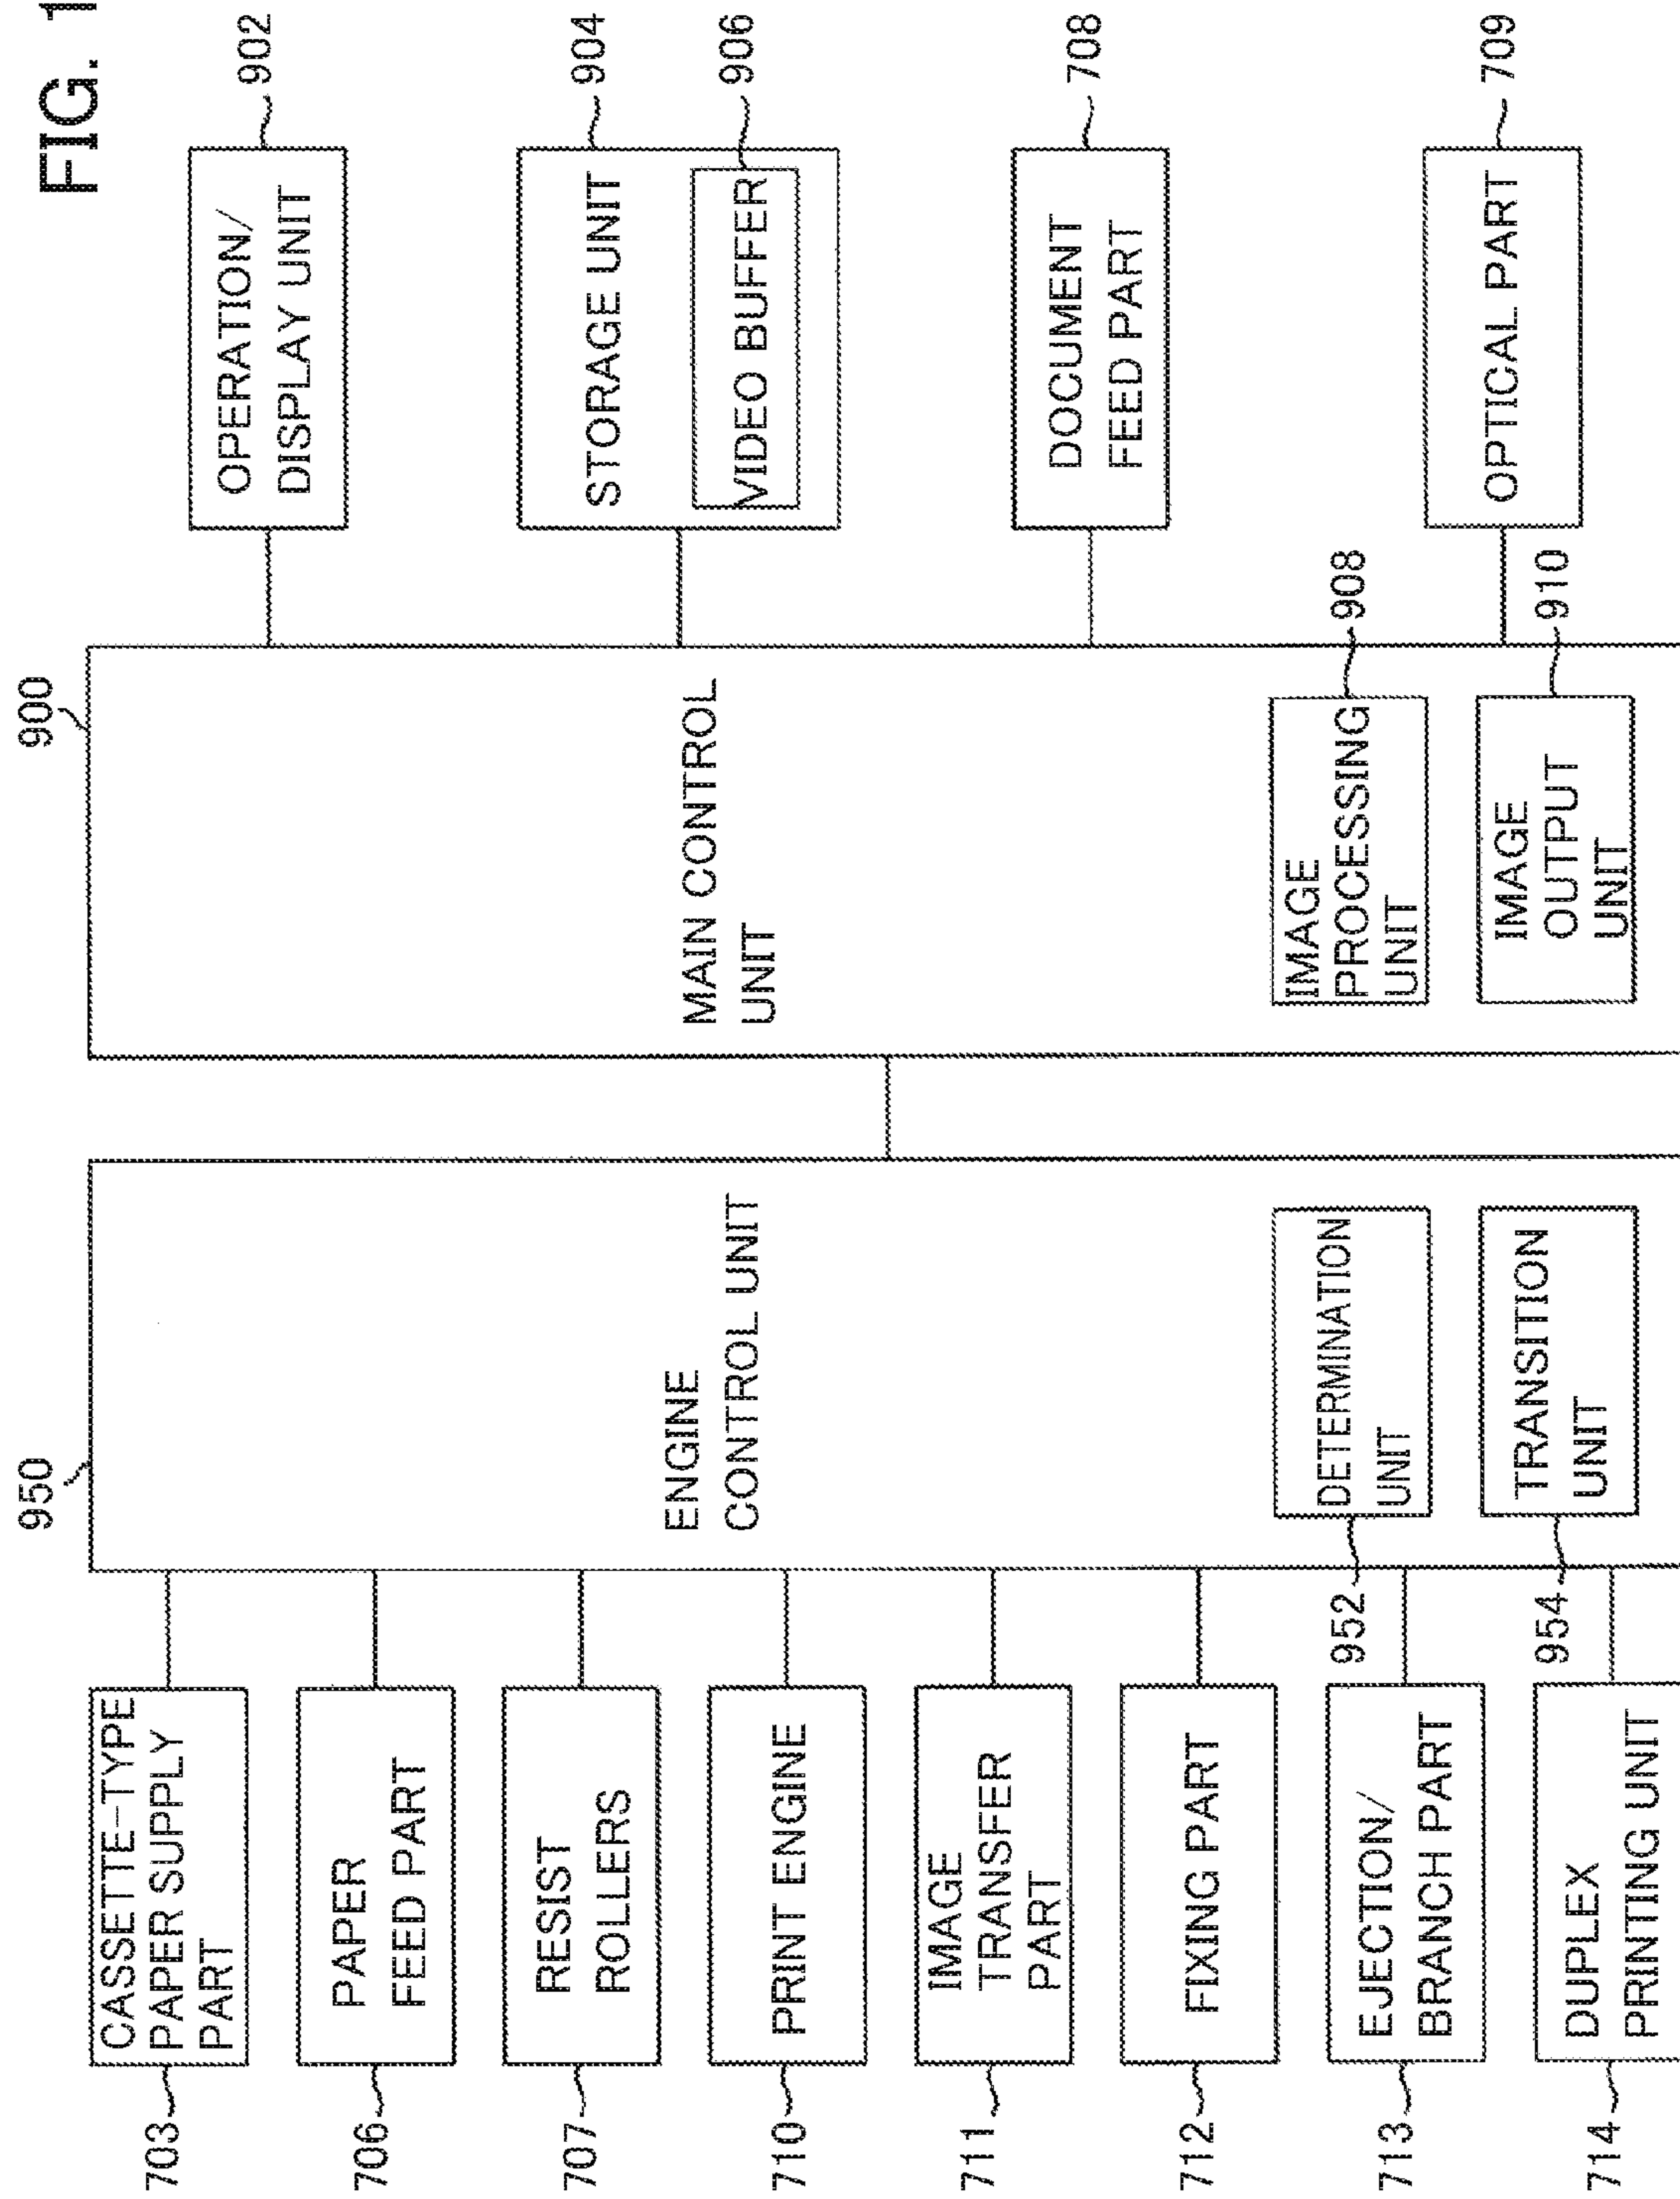 FIG. 1
900
950
902
OPERATION/
DISPLAY UNIT
904
STORAGE UNIT
906
VIDEO BUFFER
708
DOCUMENT
FEED PART
709
OPTICAL PART
MAIN CONTROL
UNIT
908
IMAGE
PROCESSING
UNIT
910
IMAGE
OUTPUT
UNIT
ENGINE
CONTROL UNIT
952
DETERMINATION
UNIT
954
TRANSITION
UNIT
703
CASSETTE-TYPE
PAPER SUPPLY
PART
706
PAPER
FEED PART
707
RESIST
ROLLERS
710
PRINT ENGINE
711
IMAGE
TRANSFER
PART
712
FIXING PART
713
EJECTION/
BRANCH PART
714
DUPLEX
PRINTING UNIT